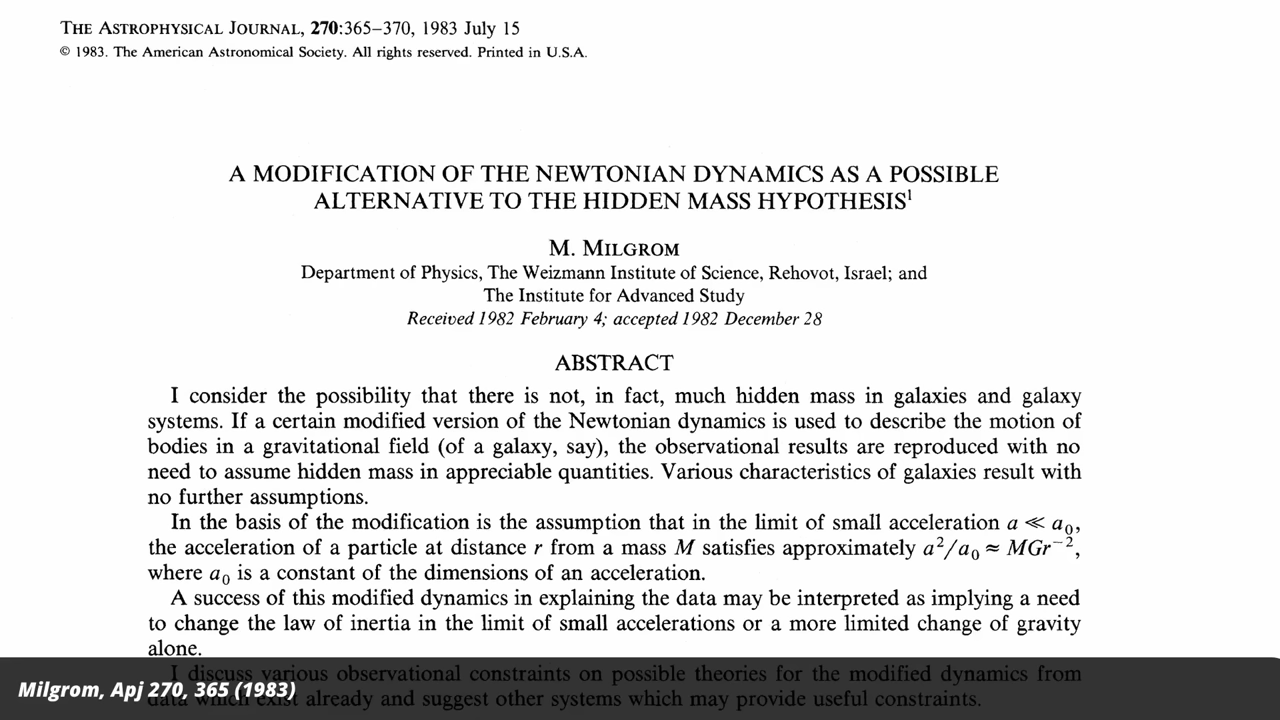 THE ASTROPHYSICAL JOURNAL, 270:365–370, 1983 July 15
© 1983. The American Astronomical Society. All rights reserved. Printed in U.S.A.
A MODIFICATION OF THE NEWTONIAN DYNAMICS AS A POSSIBLE
ALTERNATIVE TO THE HIDDEN MASS HYPOTHESIS¹
M. MILGROM
Department of Physics, The Weizmann Institute of Science, Rehovot, Israel; and
The Institute for Advanced Study
Received 1982 February 4; accepted 1982 December 28
ABSTRACT
I consider the possibility that there is not, in fact, much hidden mass in galaxies and galaxy
systems. If a certain modified version of the Newtonian dynamics is used to describe the motion of
bodies in a gravitational field (of a galaxy, say), the observational results are reproduced with no
need to assume hidden mass in appreciable quantities. Various characteristics of galaxies result with
no further assumptions.
In the basis of the modification is the assumption that in the limit of small acceleration a ≪ a₀,
the acceleration of a particle at distance r from a mass M satisfies approximately a²/a₀ ≈ MGr⁻²,
where a₀ is a constant of the dimensions of an acceleration.
A success of this modified dynamics in explaining the data may be interpreted as implying a need
to change the law of inertia in the limit of small accelerations or a more limited change of gravity
alone.
I discuss various observational constraints on possible theories for the modified dynamics from
data which exist already and suggest other systems which may provide useful constraints.
Milgrom, Apj 270, 365 (1983)